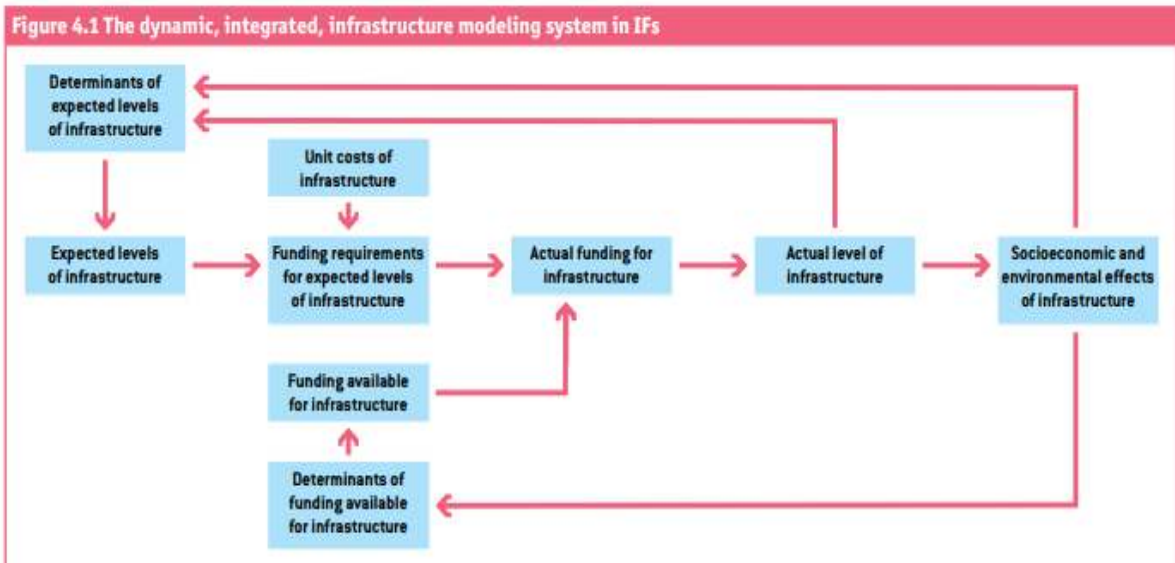 Figure 4.1 The dynamic, integrated, infrastructure modeling system in IFs
Determinants of
expected levels
of infrastructure
Unit costs of
infrastructure
Expected levels
of infrastructure
Funding requirements
for expected levels
of infrastructure
Actual funding for
infrastructure
Actual level of
infrastructure
Socioeconomic and
environmental effects
of infrastructure
Funding available
for infrastructure
Determinants of
funding available
for infrastructure